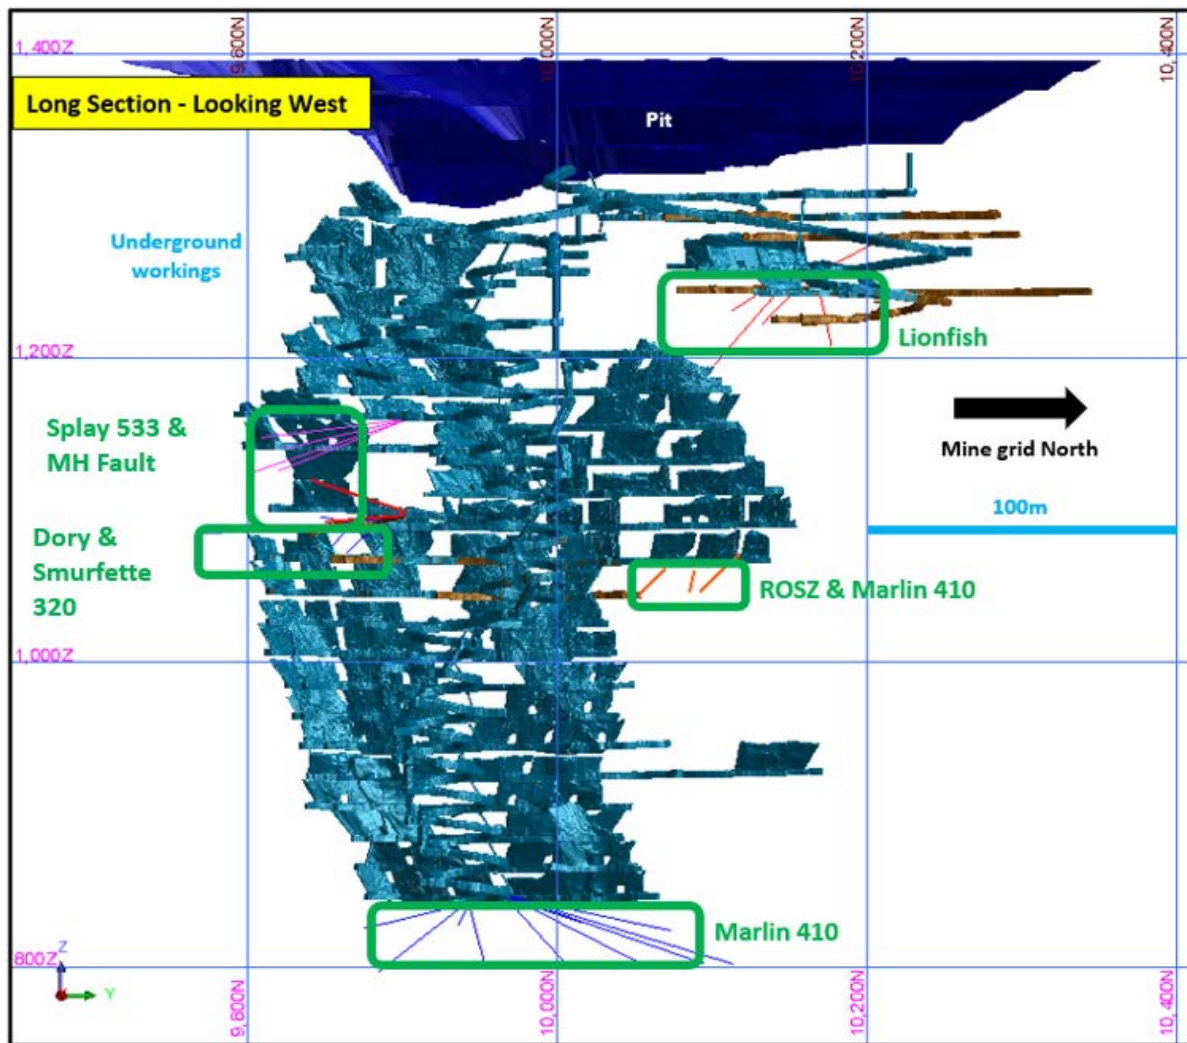 9,800N
10,000N
10,200N
10,400N
1,400Z
Long Section - Looking West
Pit
Underground
workings
Lionfish
1,200Z
Splay 533 &
MH Fault
Mine grid North
100m
Dory &
Smurfette
320
ROSZ & Marlin 410
1,000Z
Marlin 410
800Z
Z
Y
9,800N
10,000N
10,200N
10,400N